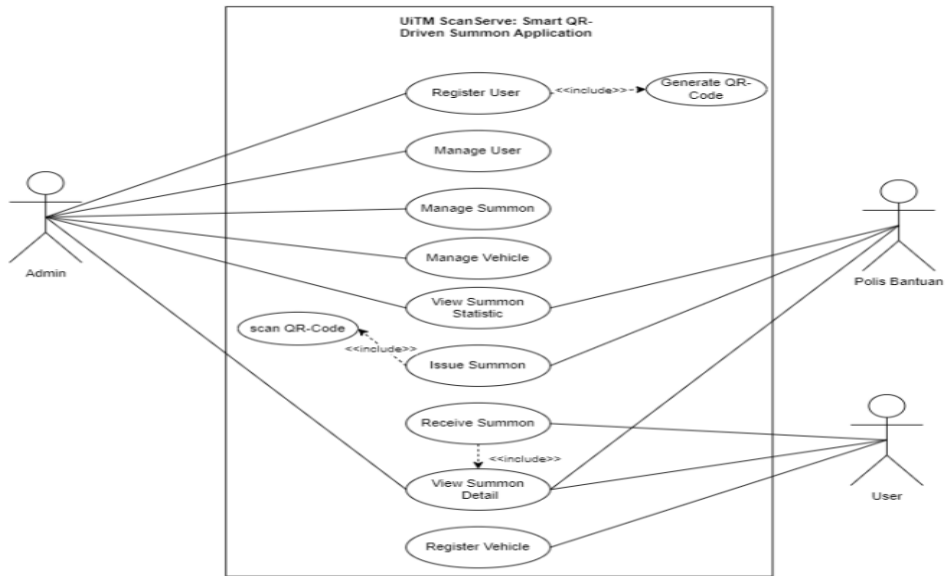 UiTM ScanServe: Smart QR-
Driven Summon Application
Register User
<<include>>
Generate QR-
Code
Manage User
Manage Summon
Admin
Manage Vehicle
Polis Bantuan
View Summon
Statistic
scan QR-Code
<<include>>
Issue Summon
Receive Summon
<<include>>
View Summon
Detail
User
Register Vehicle